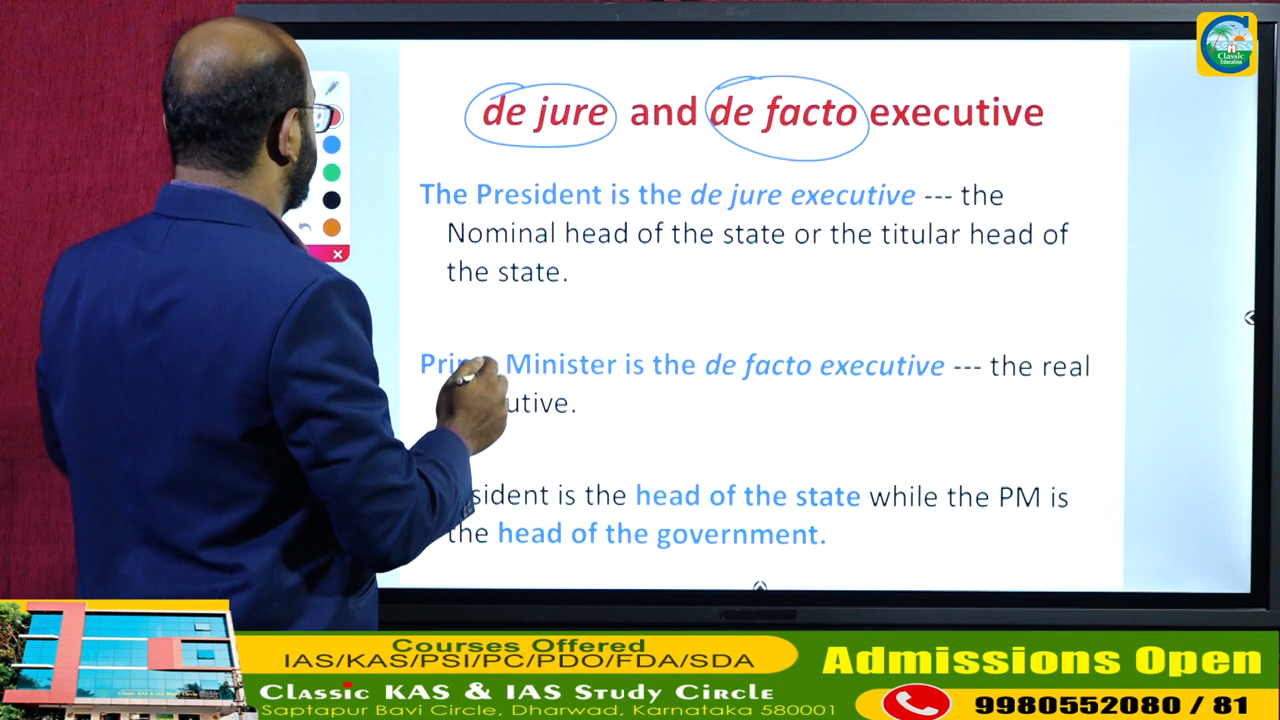 Classic
Education
de jure and de facto executive
The President is the de jure executive --- the
Nominal head of the state or the titular head of
the state.
Minister is the de facto executive --- the real
President is the head of the state while the PM is
the head of the government.
Courses Offered
IAS/KAS/PSI/PC/PDO/FDA/SDA
Classic KAS & IAS Study Circle
Saptapur Bavi Circle, Dharwad, Karnataka 580001
Admissions Open
9980552080 / 81